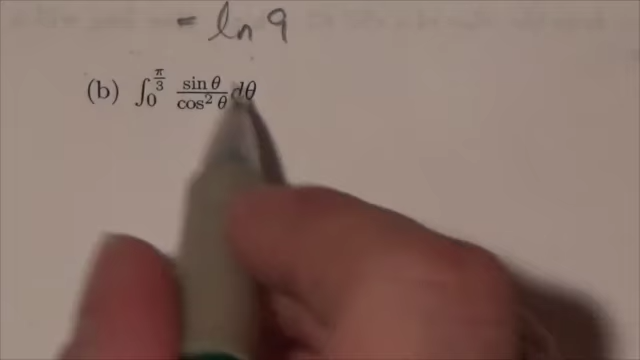 = ln 9
(b) ∫₀^{π/3} sin θ / cos² θ dθ